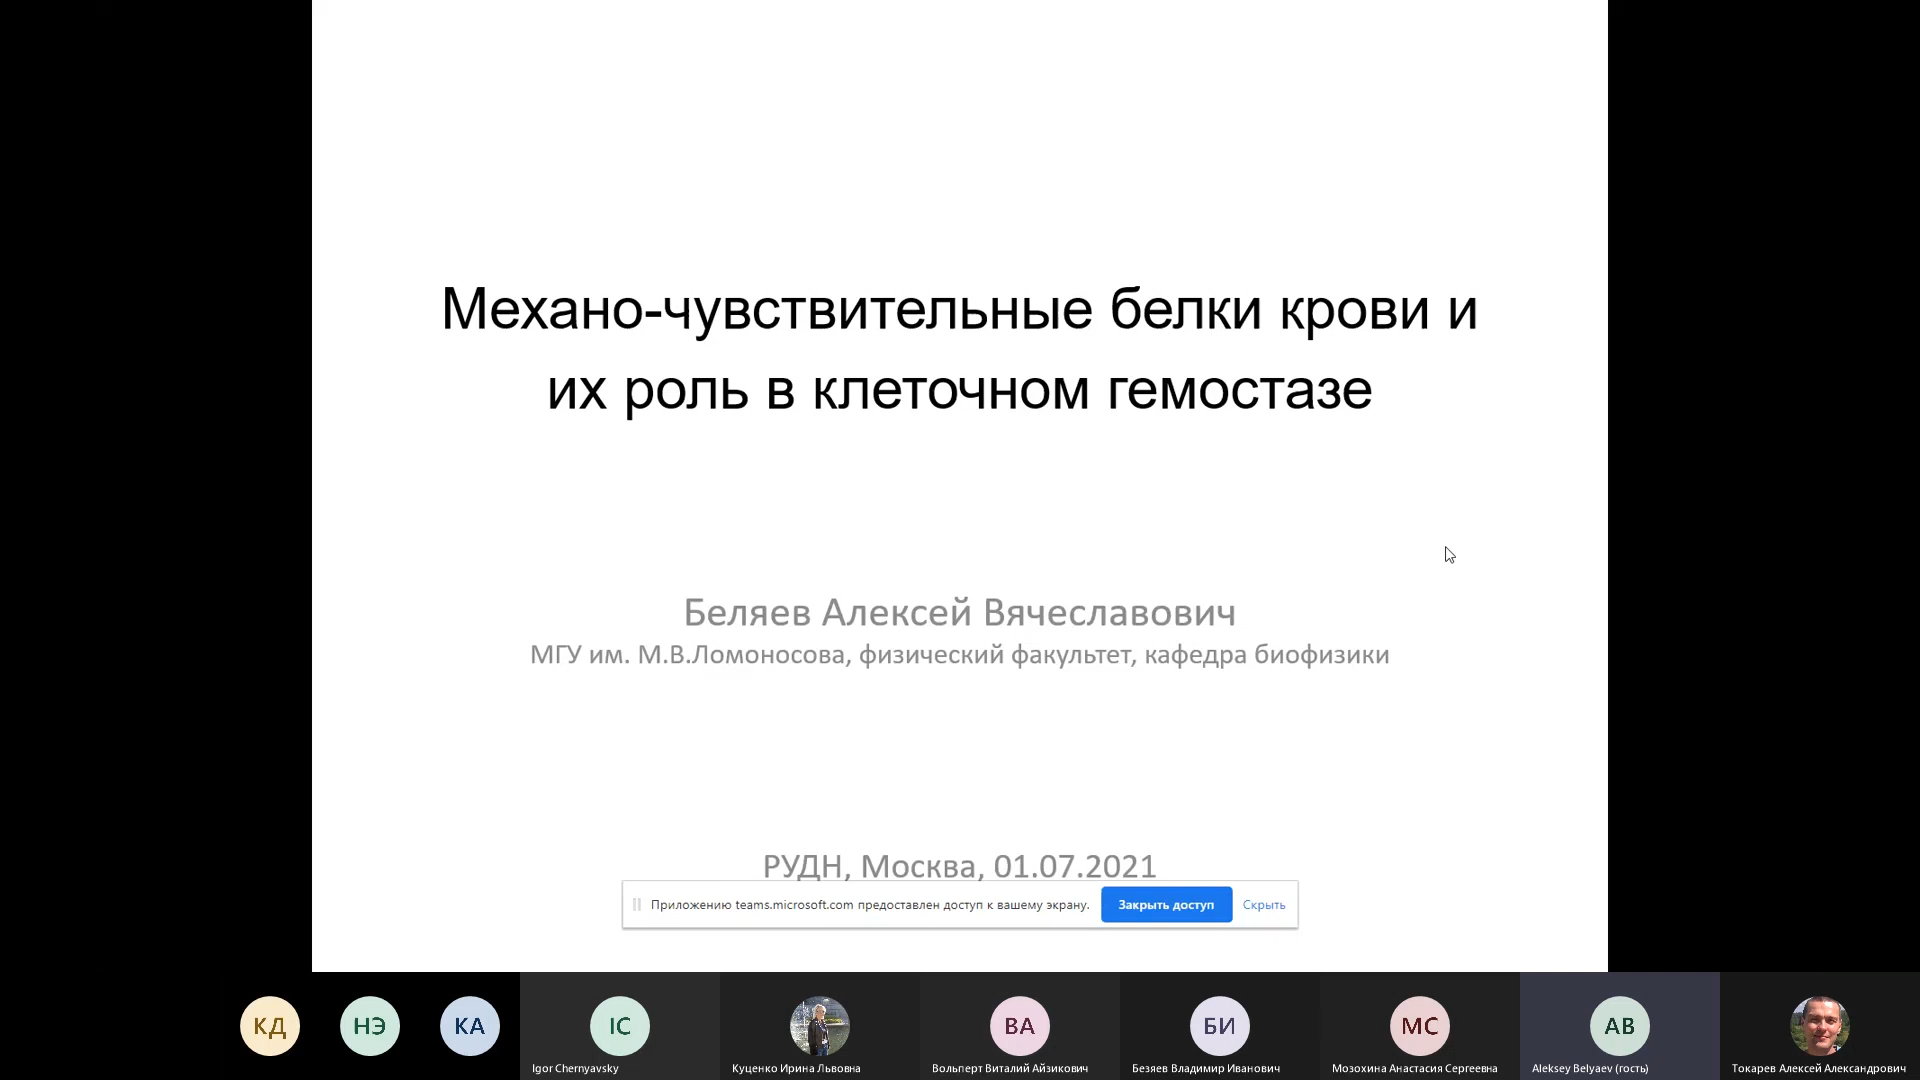 Механо-чувствительные белки крови и
их роль в клеточном гемостазе
Беляев Алексей Вячеславович
МГУ им. М.В.Ломоносова, физический факультет, кафедра биофизики
РУДН, Москва, 01.07.2021
Приложению teams.microsoft.com предоставлен доступ к вашему экрану. Закрыть доступ Скрыть
КД НЭ КА IC ВА БИ МС AB
Igor Chernyavsky Куценко Ирина Львовна Вольперт Виталий Айзикович Безяев Владимир Иванович Мозохина Анастасия Сергеевна Aleksey Belyaev (гость) Токарев Алексей Александрович